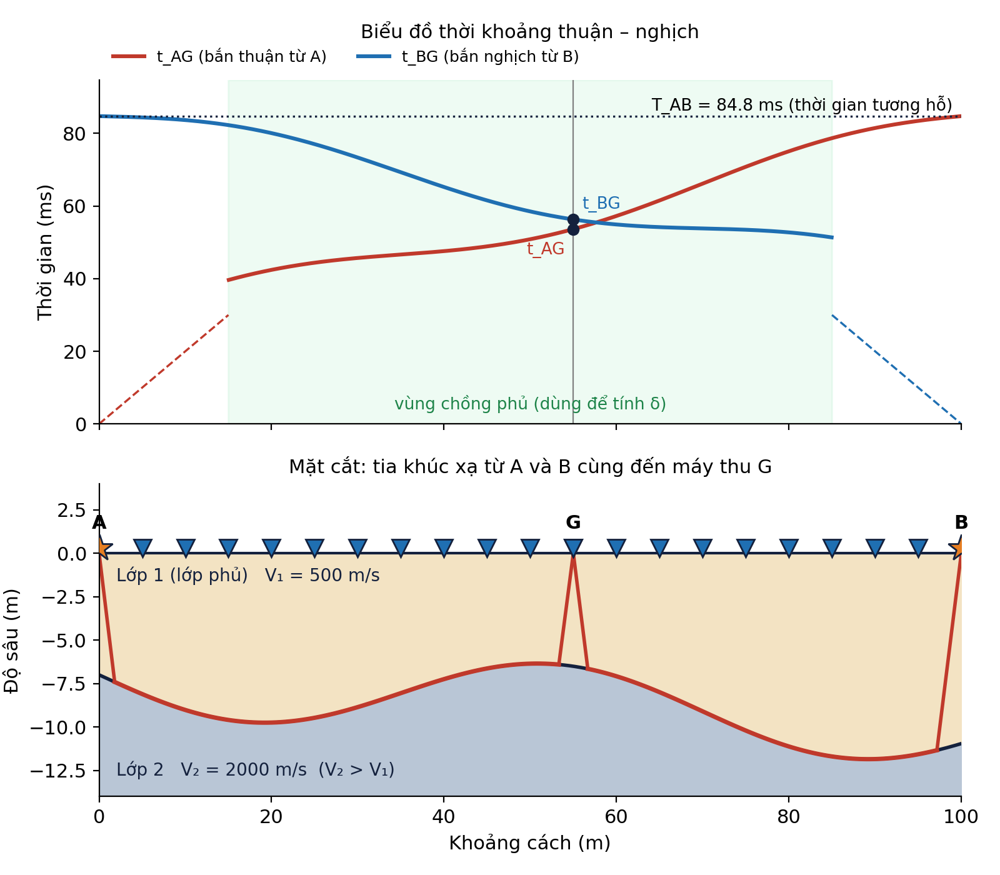 Biểu đồ thời khoảng thuận – nghịch
t_AG (bắn thuận từ A) t_BG (bắn nghịch từ B)
T_AB = 84.8 ms (thời gian tương hỗ)
80
60
40
20
0
Thời gian (ms)
t_BG
t_AG
vùng chồng phủ (dùng để tính δ)
Mặt cắt: tia khúc xạ từ A và B cùng đến máy thu G
A G B
2.5
0.0
−2.5
−5.0
−7.5
−10.0
−12.5
Độ sâu (m)
Lớp 1 (lớp phủ) V₁ = 500 m/s
Lớp 2 V₂ = 2000 m/s (V₂ > V₁)
0 20 40 60 80 100
Khoảng cách (m)